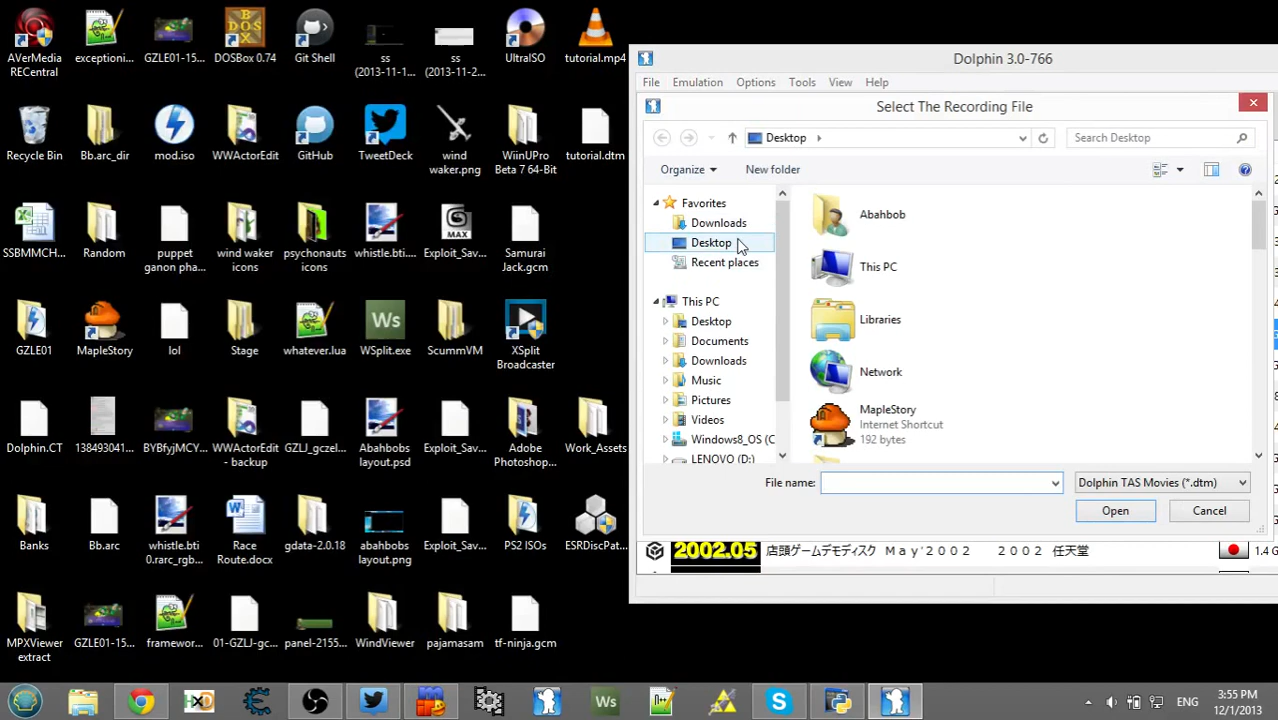 AVerMedia
RECentral
exceptioni...
GZLE01-15...
DOSBox 0.74
Git Shell
ss
(2013-11-1...
ss
(2013-11-2...
UltraISO
tutorial.mp4
Recycle Bin
Bb.arc_dir
mod.iso
WWActorEdit
GitHub
TweetDeck
wind
waker.png
WiinUPro
Beta 7 64-Bit
tutorial.dtm
SSBMMCH...
Random
puppet
ganon pha...
wind waker
icons
psychonauts
icons
whistle.bti....
Exploit_Sav...
Samurai
Jack.gcm
GZLE01
MapleStory
lol
Stage
whatever.lua
WSplit.exe
ScummVM
XSplit
Broadcaster
Dolphin.CT
138493041...
BYBfyjMCY...
WWActorEdit
- backup
GZLJ_gczel...
Abahbobs
layout.psd
Exploit_Sav...
Adobe
Photoshop...
Work_Assets
Banks
Bb.arc
whistle.bti
0.rarc_rgb...
Race
Route.docx
gdata-2.0.18
abahbobs
layout.png
Exploit_Sav...
PS2 ISOs
ESRDiscPat...
MPXViewer
extract
GZLE01-15...
framewor...
01-GZLJ-gc...
panel-2155...
WindViewer
pajamasam
tf-ninja.gcm
Dolphin 3.0-766
File Emulation Options Tools View Help
Select The Recording File
Desktop
Search Desktop
Organize New folder
Favorites
Downloads
Desktop
Recent places
This PC
Desktop
Documents
Downloads
Music
Pictures
Videos
Windows8_OS (C
LENOVO (D:)
Abahbob
This PC
Libraries
Network
MapleStory
Internet Shortcut
192 bytes
File name: Dolphin TAS Movies (*.dtm)
Open Cancel
2002.05 店頭ゲームデモディスク May'2002 2002 任天堂 1.4 G
ENG
3:55 PM
12/1/2013